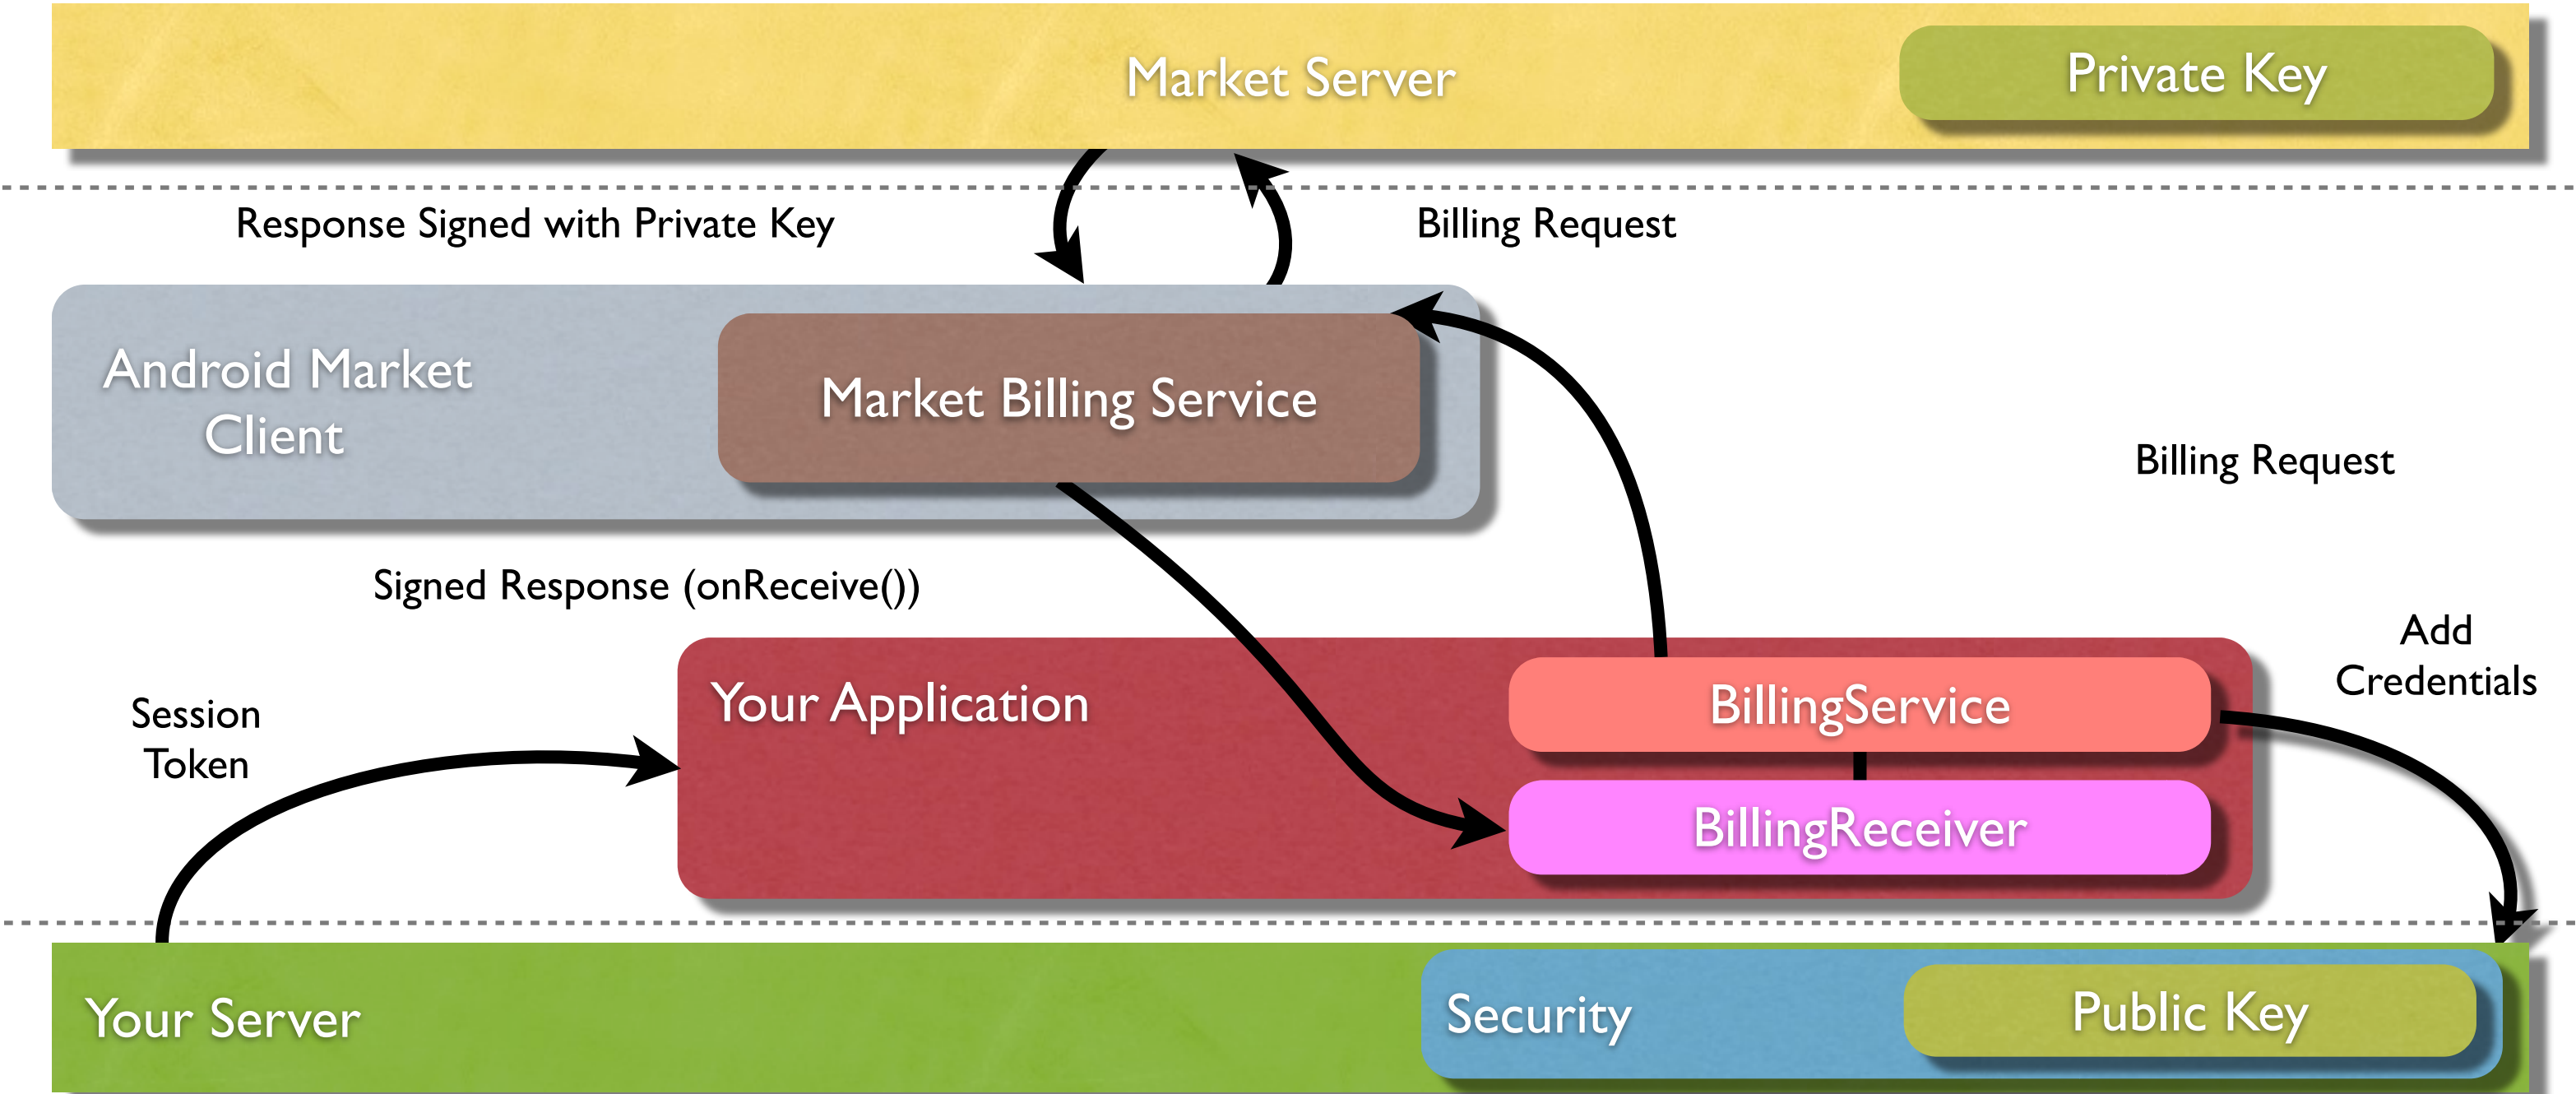 Market Server
Private Key
Response Signed with Private Key
Billing Request
Android Market
Client
Market Billing Service
Billing Request
Signed Response (onReceive())
Add
Credentials
Session
Token
Your Application
BillingService
BillingReceiver
Your Server
Security
Public Key